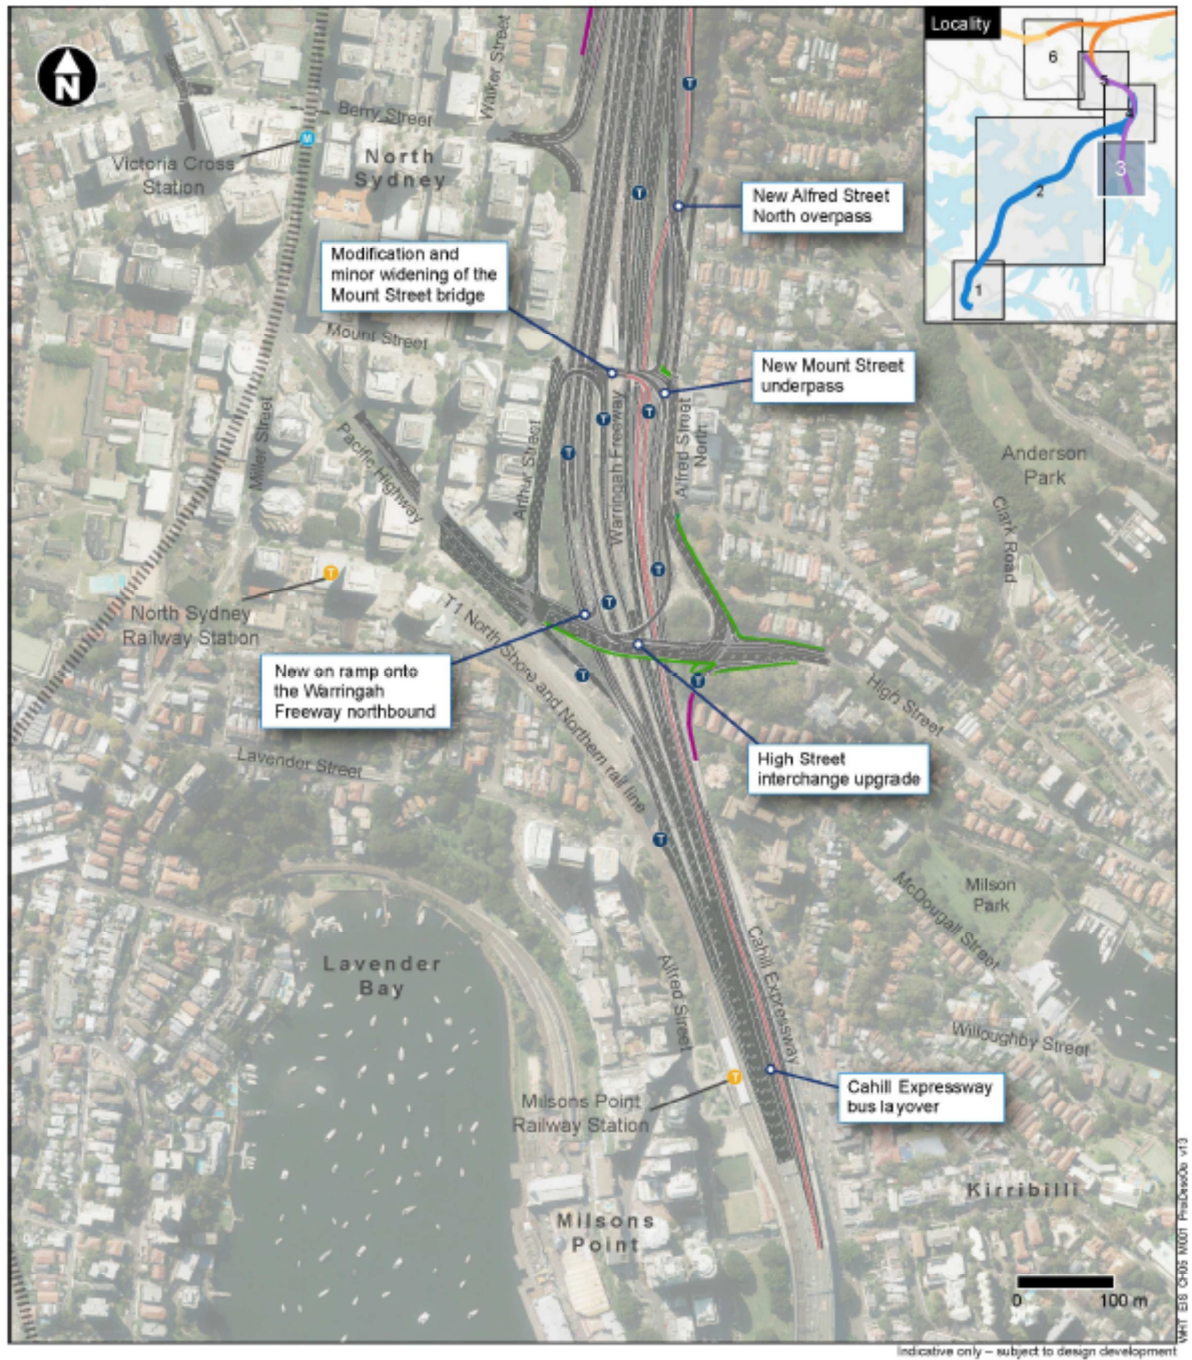 Locality
6
5
4
3
2
1
N
Walker Street
Berry Street
Victoria Cross
Station
M
North
Sydney
T
New Alfred Street
North overpass
T
Modification and
minor widening of the
Mount Street bridge
Mount Street
New Mount Street
underpass
T
T
T
Miller Street
Pacific Highway
Arthur Street
Warringah Freeway
Alfred Street
North
Anderson
Park
Clark Road
T
North Sydney
Railway Station
T
T
T1 North Shore and Northern rail line
New on ramp onto
the Warringah
Freeway northbound
T
T
High Street
High Street
interchange upgrade
Lavender Street
T
Milson
Park
McDougall Street
Lavender
Bay
Alfred Street
Cahill Expressway
Willoughby Street
T
Milsons Point
Railway Station
Cahill Expressway
bus layover
Kirribilli
Milsons
Point
0 100 m
Indicative only – subject to design development